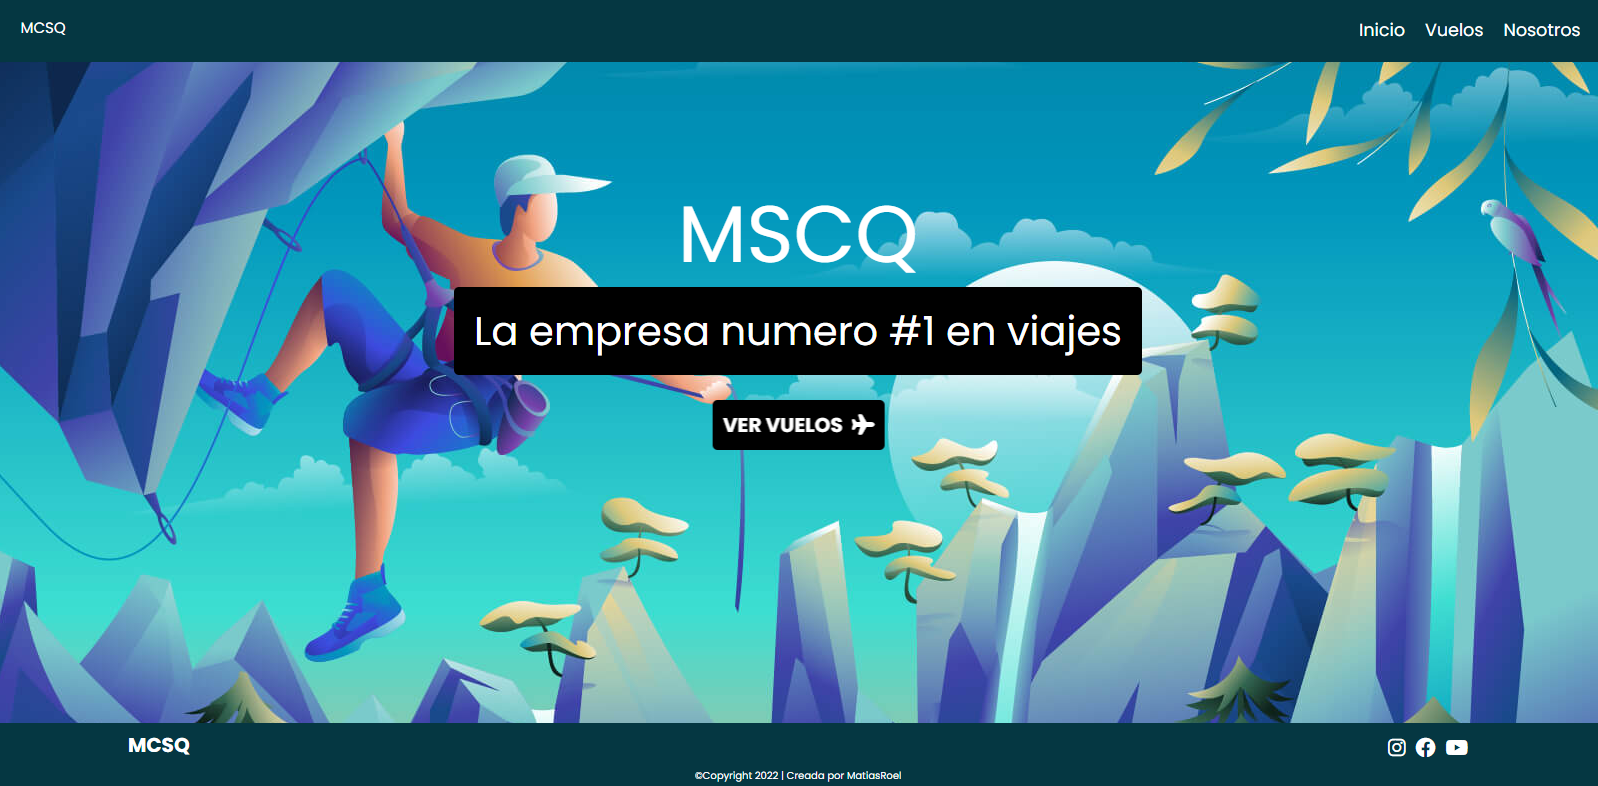 MCSQ
Inicio Vuelos Nosotros
MSCQ
La empresa numero #1 en viajes
VER VUELOS
MCSQ
©Copyright 2022 | Creada por MatiasRoel